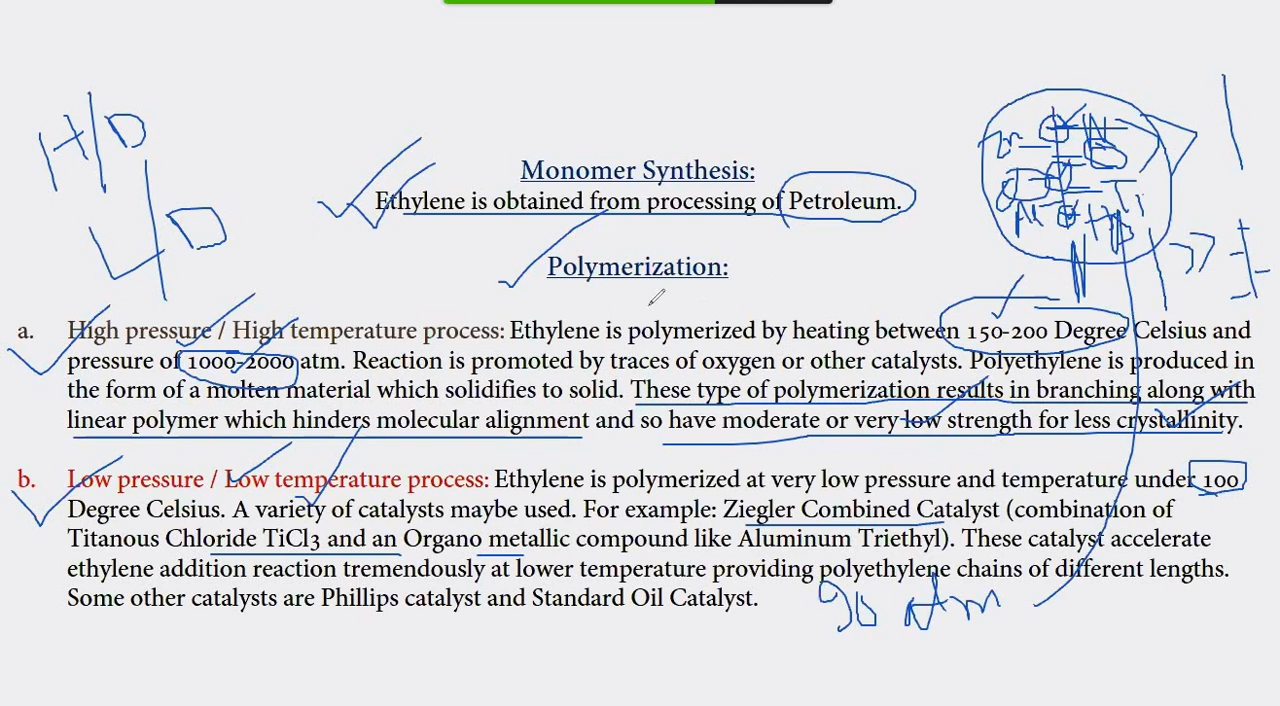 H D
L D
Monomer Synthesis:
Ethylene is obtained from processing of Petroleum.
Polymerization:
a. High pressure / High temperature process: Ethylene is polymerized by heating between 150-200 Degree Celsius and
pressure of 1000-2000 atm. Reaction is promoted by traces of oxygen or other catalysts. Polyethylene is produced in
the form of a molten material which solidifies to solid. These type of polymerization results in branching along with
linear polymer which hinders molecular alignment and so have moderate or very low strength for less crystallinity.
b. Low pressure / Low temperature process: Ethylene is polymerized at very low pressure and temperature under 100
Degree Celsius. A variety of catalysts maybe used. For example: Ziegler Combined Catalyst (combination of
Titanous Chloride TiCl3 and an Organo metallic compound like Aluminum Triethyl). These catalyst accelerate
ethylene addition reaction tremendously at lower temperature providing polyethylene chains of different lengths.
Some other catalysts are Phillips catalyst and Standard Oil Catalyst.
90 atm